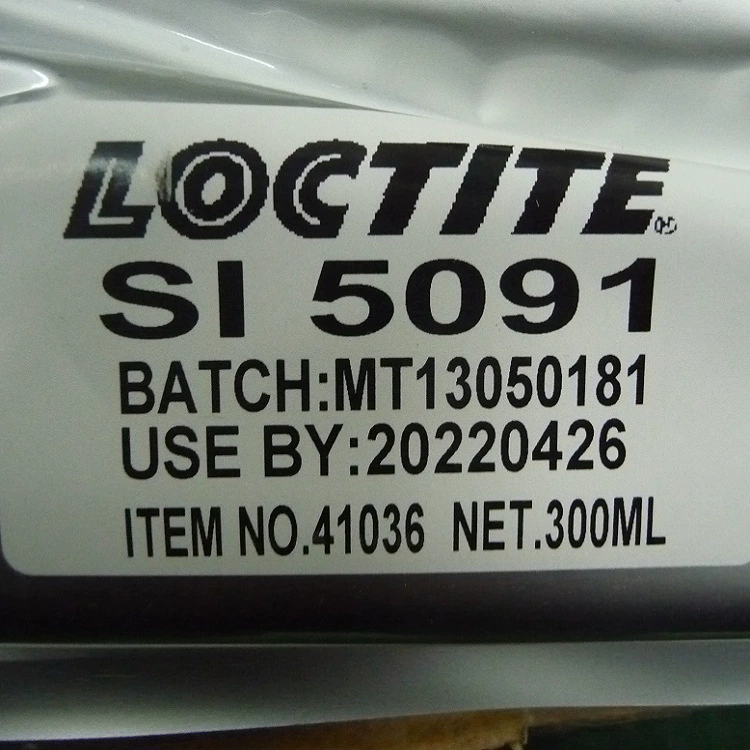 LOCTITE®
SI 5091
BATCH:MT13050181
USE BY:20220426
ITEM NO.41036 NET.300ML